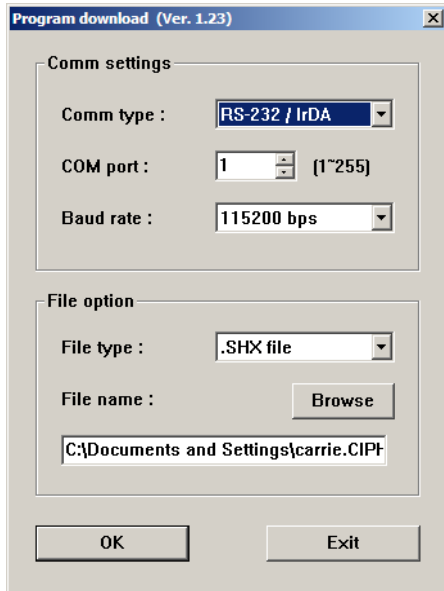 Program download (Ver. 1.23)
Comm settings
Comm type : RS-232 / IrDA
COM port : 1 (1~255)
Baud rate : 115200 bps
File option
File type : .SHX file
File name : Browse
C:\Documents and Settings\carrie.CIPH
OK Exit